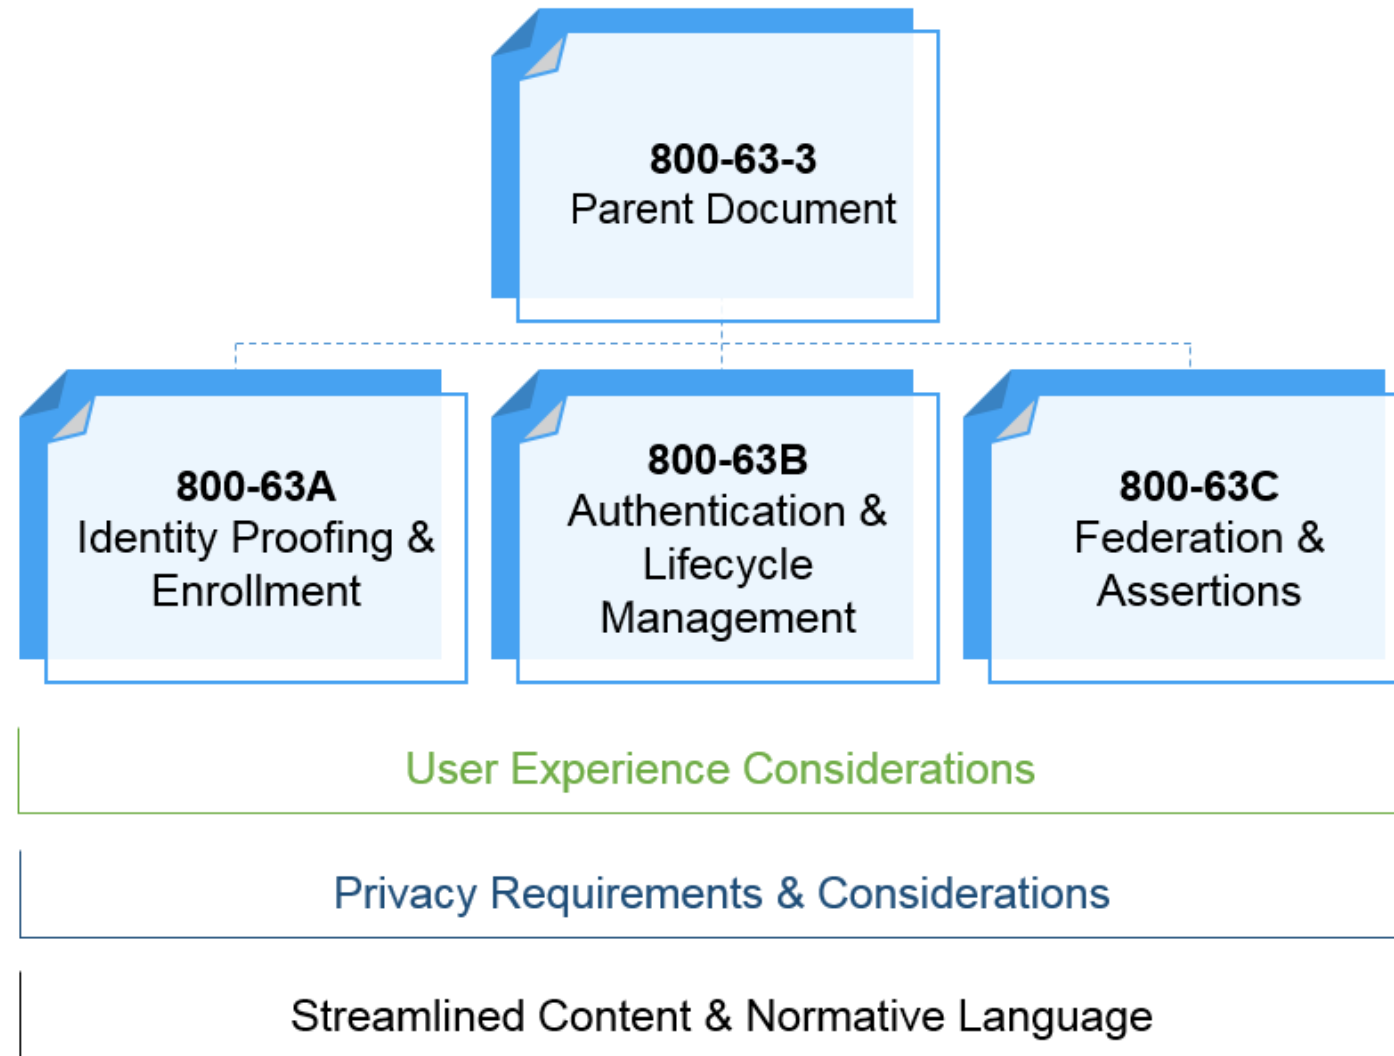 800-63-3
Parent Document
800-63A
Identity Proofing &
Enrollment
800-63B
Authentication &
Lifecycle
Management
800-63C
Federation &
Assertions
User Experience Considerations
Privacy Requirements & Considerations
Streamlined Content & Normative Language